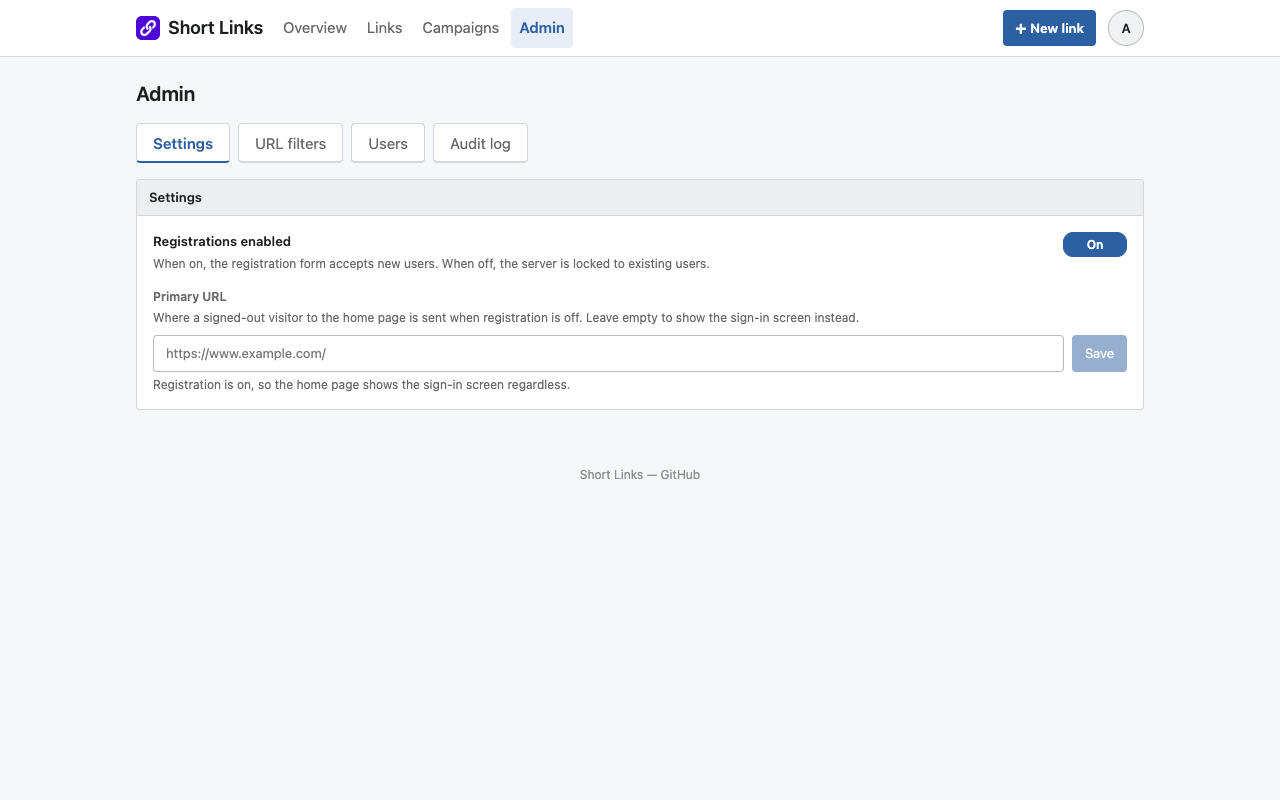 Short Links
Overview
Links
Campaigns
Admin
+ New link
A
Admin
Settings
URL filters
Users
Audit log
Settings
Registrations enabled
On
When on, the registration form accepts new users. When off, the server is locked to existing users.
Primary URL
Where a signed-out visitor to the home page is sent when registration is off. Leave empty to show the sign-in screen instead.
https://www.example.com/
Save
Registration is on, so the home page shows the sign-in screen regardless.
Short Links — GitHub